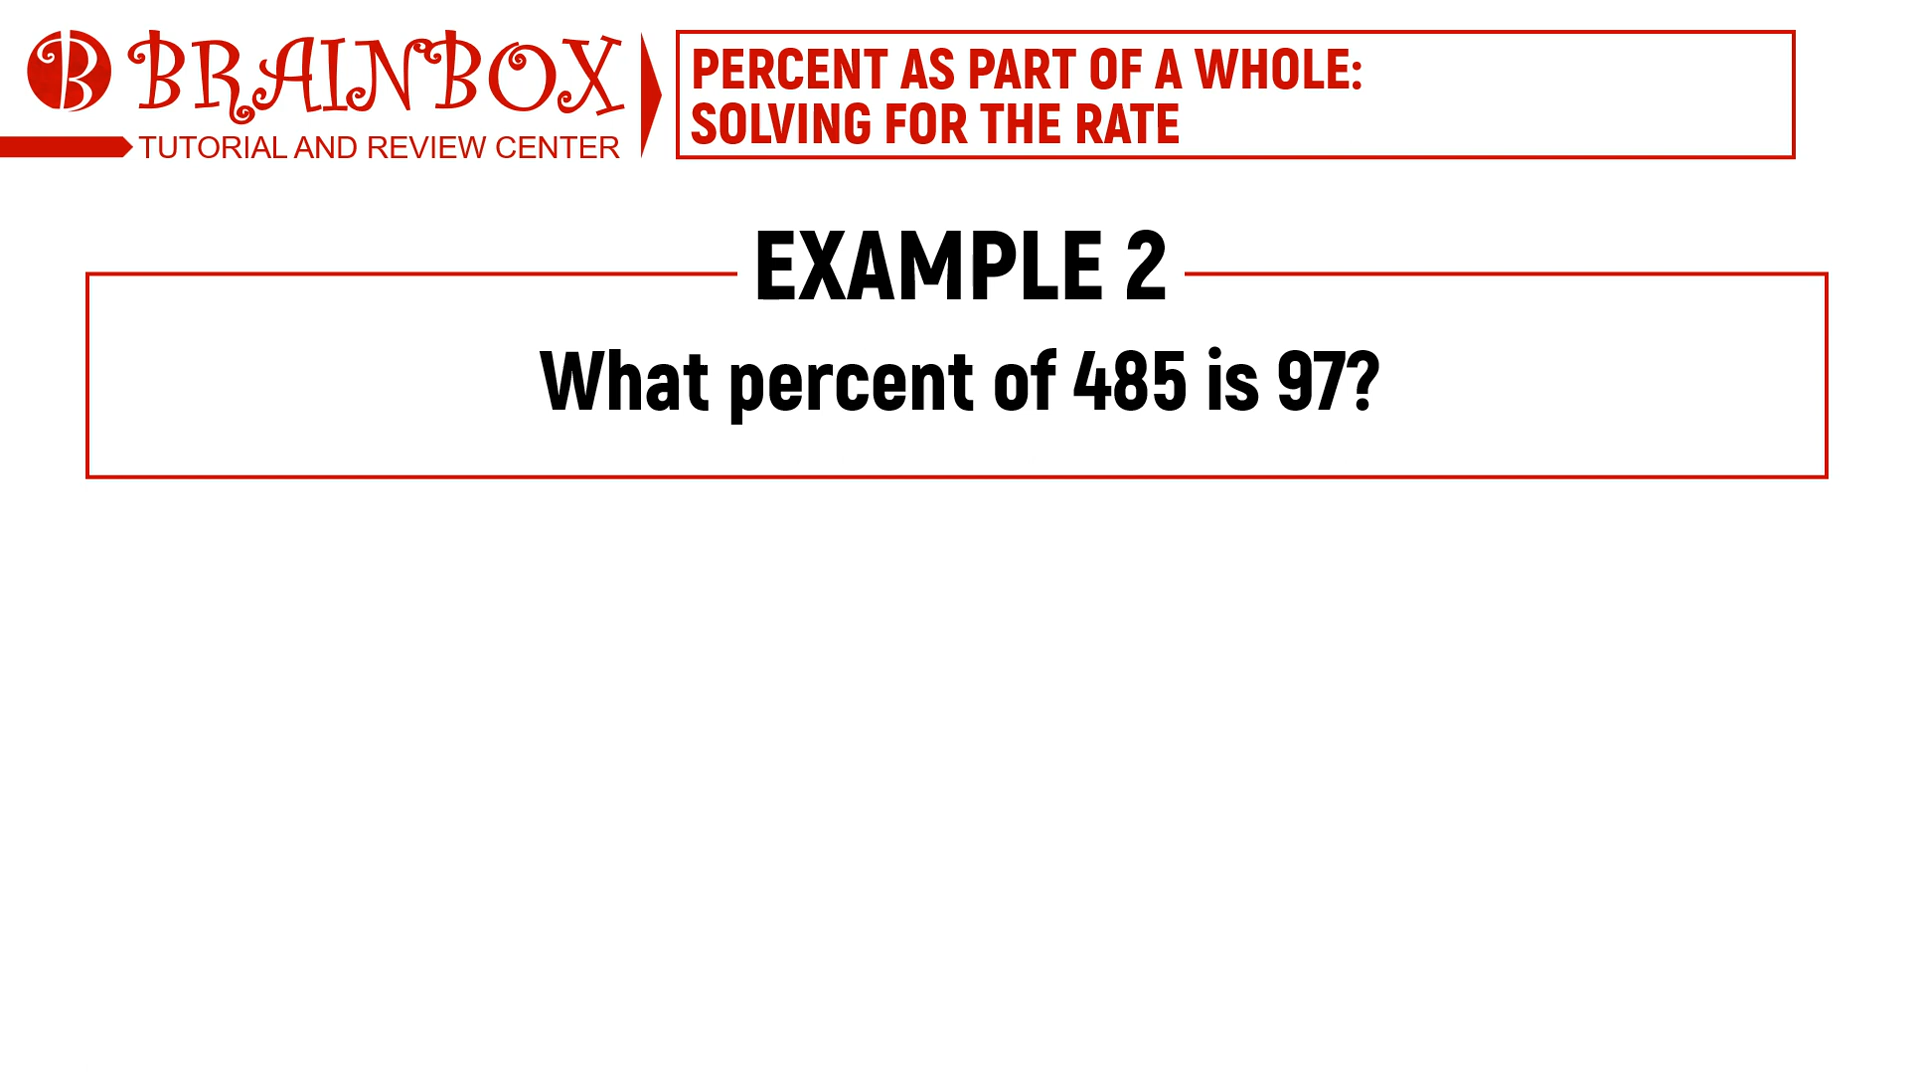 B BRAINBOX
TUTORIAL AND REVIEW CENTER
PERCENT AS PART OF A WHOLE:
SOLVING FOR THE RATE
EXAMPLE 2
What percent of 485 is 97?